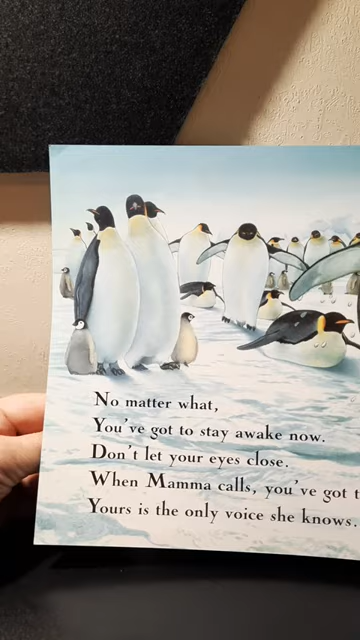 No matter what,
You've got to stay awake now.
Don't let your eyes close.
When Mamma calls, you've got
Yours is the only voice she knows.